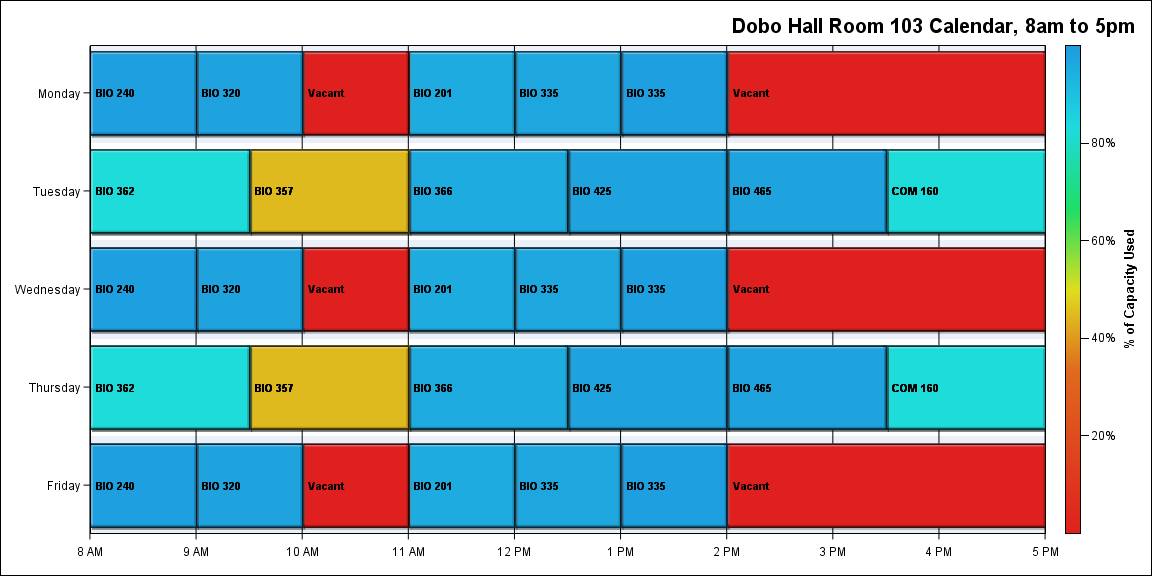 Dobo Hall Room 103 Calendar, 8am to 5pm
Monday BIO 240 BIO 320 Vacant BIO 201 BIO 335 BIO 335 Vacant
80%
Tuesday BIO 362 BIO 357 BIO 366 BIO 425 BIO 465 COM 160
60%
Wednesday BIO 240 BIO 320 Vacant BIO 201 BIO 335 BIO 335 Vacant
% of Capacity Used
40%
Thursday BIO 362 BIO 357 BIO 366 BIO 425 BIO 465 COM 160
20%
Friday BIO 240 BIO 320 Vacant BIO 201 BIO 335 BIO 335 Vacant
8 AM 9 AM 10 AM 11 AM 12 PM 1 PM 2 PM 3 PM 4 PM 5 PM